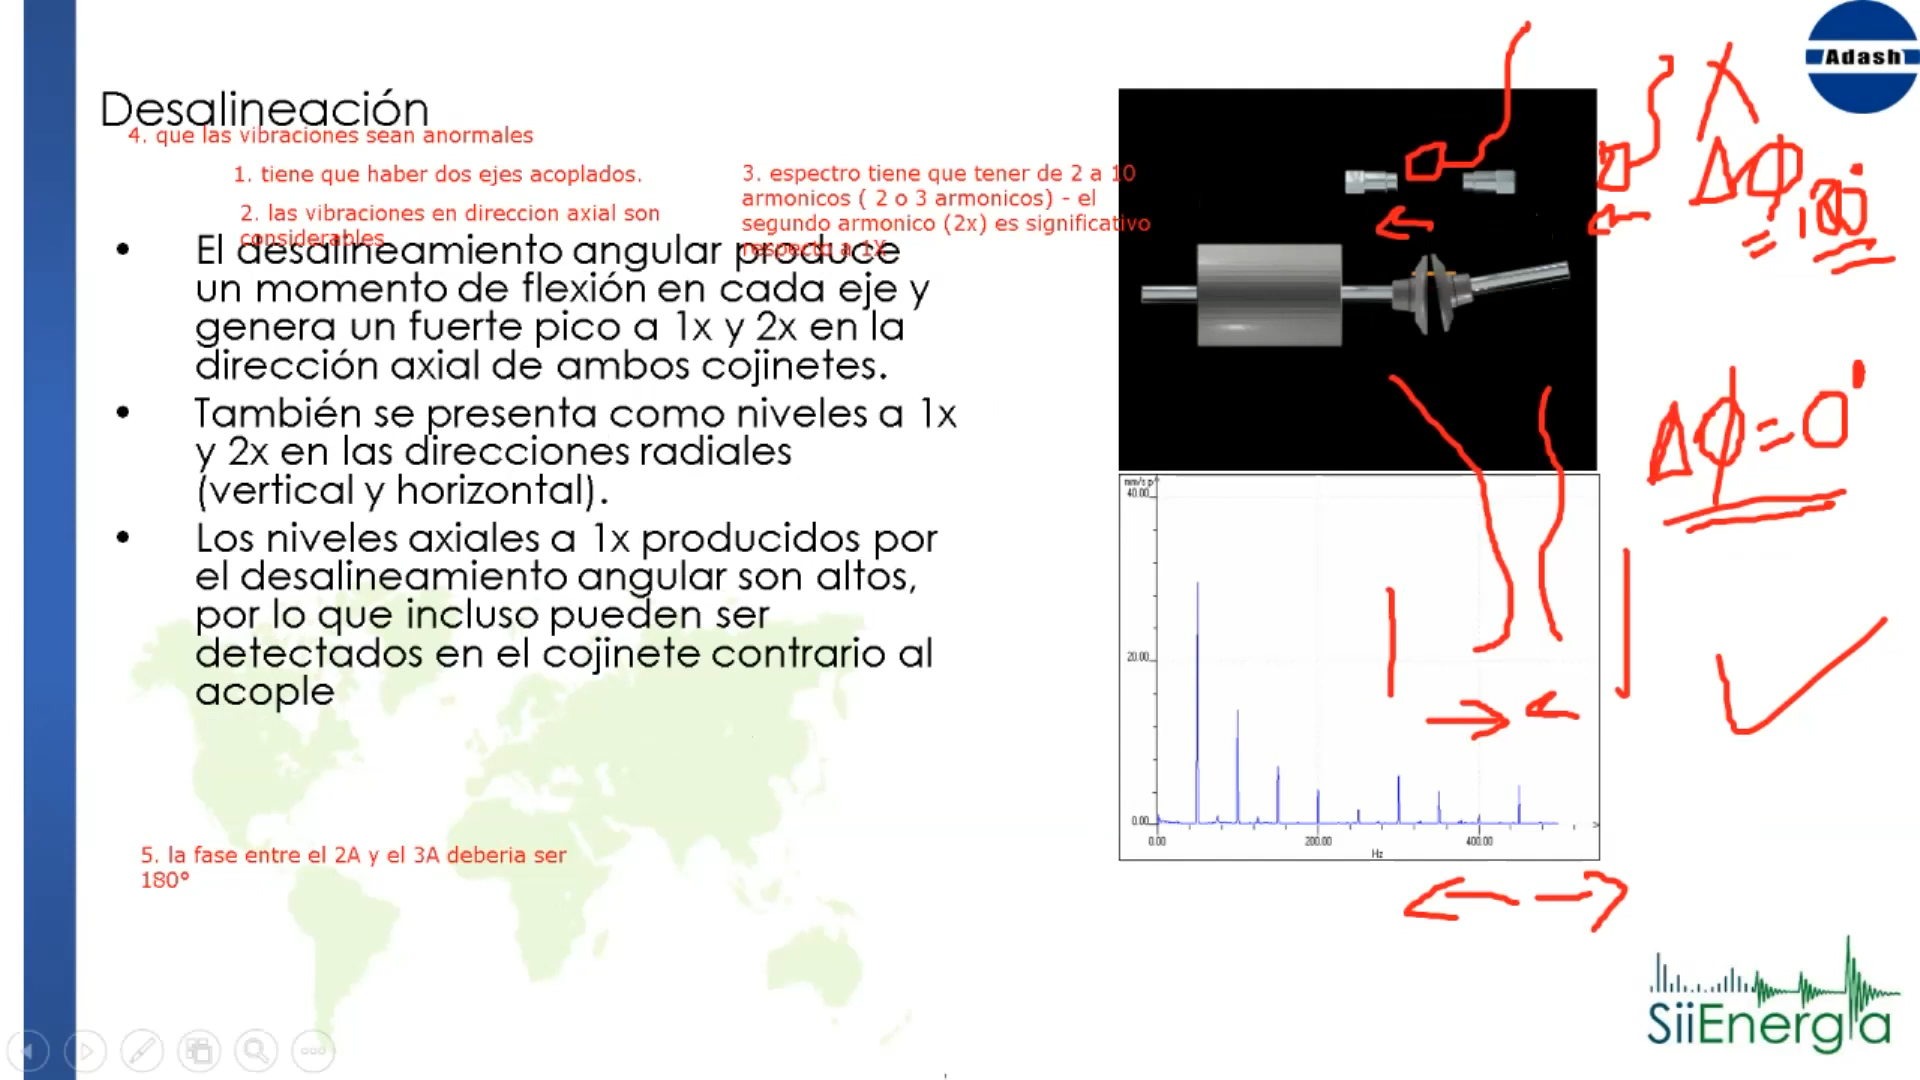 Adash
Desalineación
4. que las vibraciones sean anormales
1. tiene que haber dos ejes acoplados.
2. las vibraciones en direccion axial son
considerables
3. espectro tiene que tener de 2 a 10
armonicos ( 2 o 3 armonicos) - el
segundo armonico (2x) es significativo
respecto a 1X
• El desalineamiento angular produce
un momento de flexión en cada eje y
genera un fuerte pico a 1x y 2x en la
dirección axial de ambos cojinetes.
• También se presenta como niveles a 1x
y 2x en las direcciones radiales
(vertical y horizontal).
• Los niveles axiales a 1x producidos por
el desalineamiento angular son altos,
por lo que incluso pueden ser
detectados en el cojinete contrario al
acople
5. la fase entre el 2A y el 3A deberia ser
180°
Δϕ
Δϕ=0°
40.00
20.00
0.00
0.00 200.00 400.00
Hz
SiiEnergía